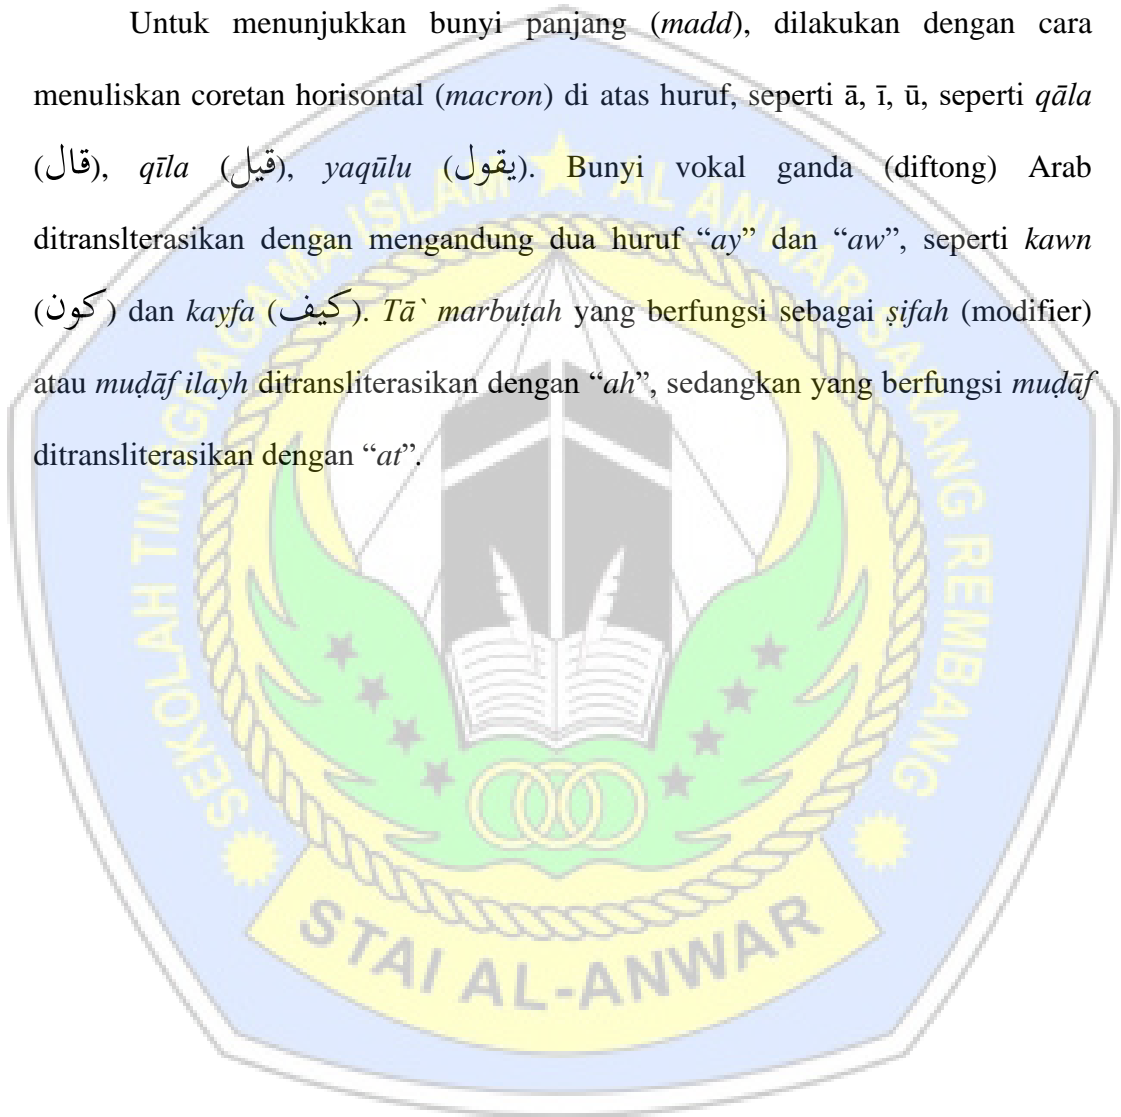 Untuk menunjukkan bunyi panjang (madd), dilakukan dengan cara
menuliskan coretan horisontal (macron) di atas huruf, seperti ā, ī, ū, seperti qāla
(قال), qīla (قيل), yaqūlu (يقول). Bunyi vokal ganda (diftong) Arab
ditranslterasikan dengan mengandung dua huruf “ay” dan “aw”, seperti kawn
(كون) dan kayfa (كيف). Tā` marbuṭah yang berfungsi sebagai ṣifah (modifier)
atau muḍāf ilayh ditransliterasikan dengan “ah”, sedangkan yang berfungsi muḍāf
ditransliterasikan dengan “at”.
SEKOLAH TINGGI AGAMA ISLAM ★ AL ANWAR SARANG REMBANG
STAI AL-ANWAR